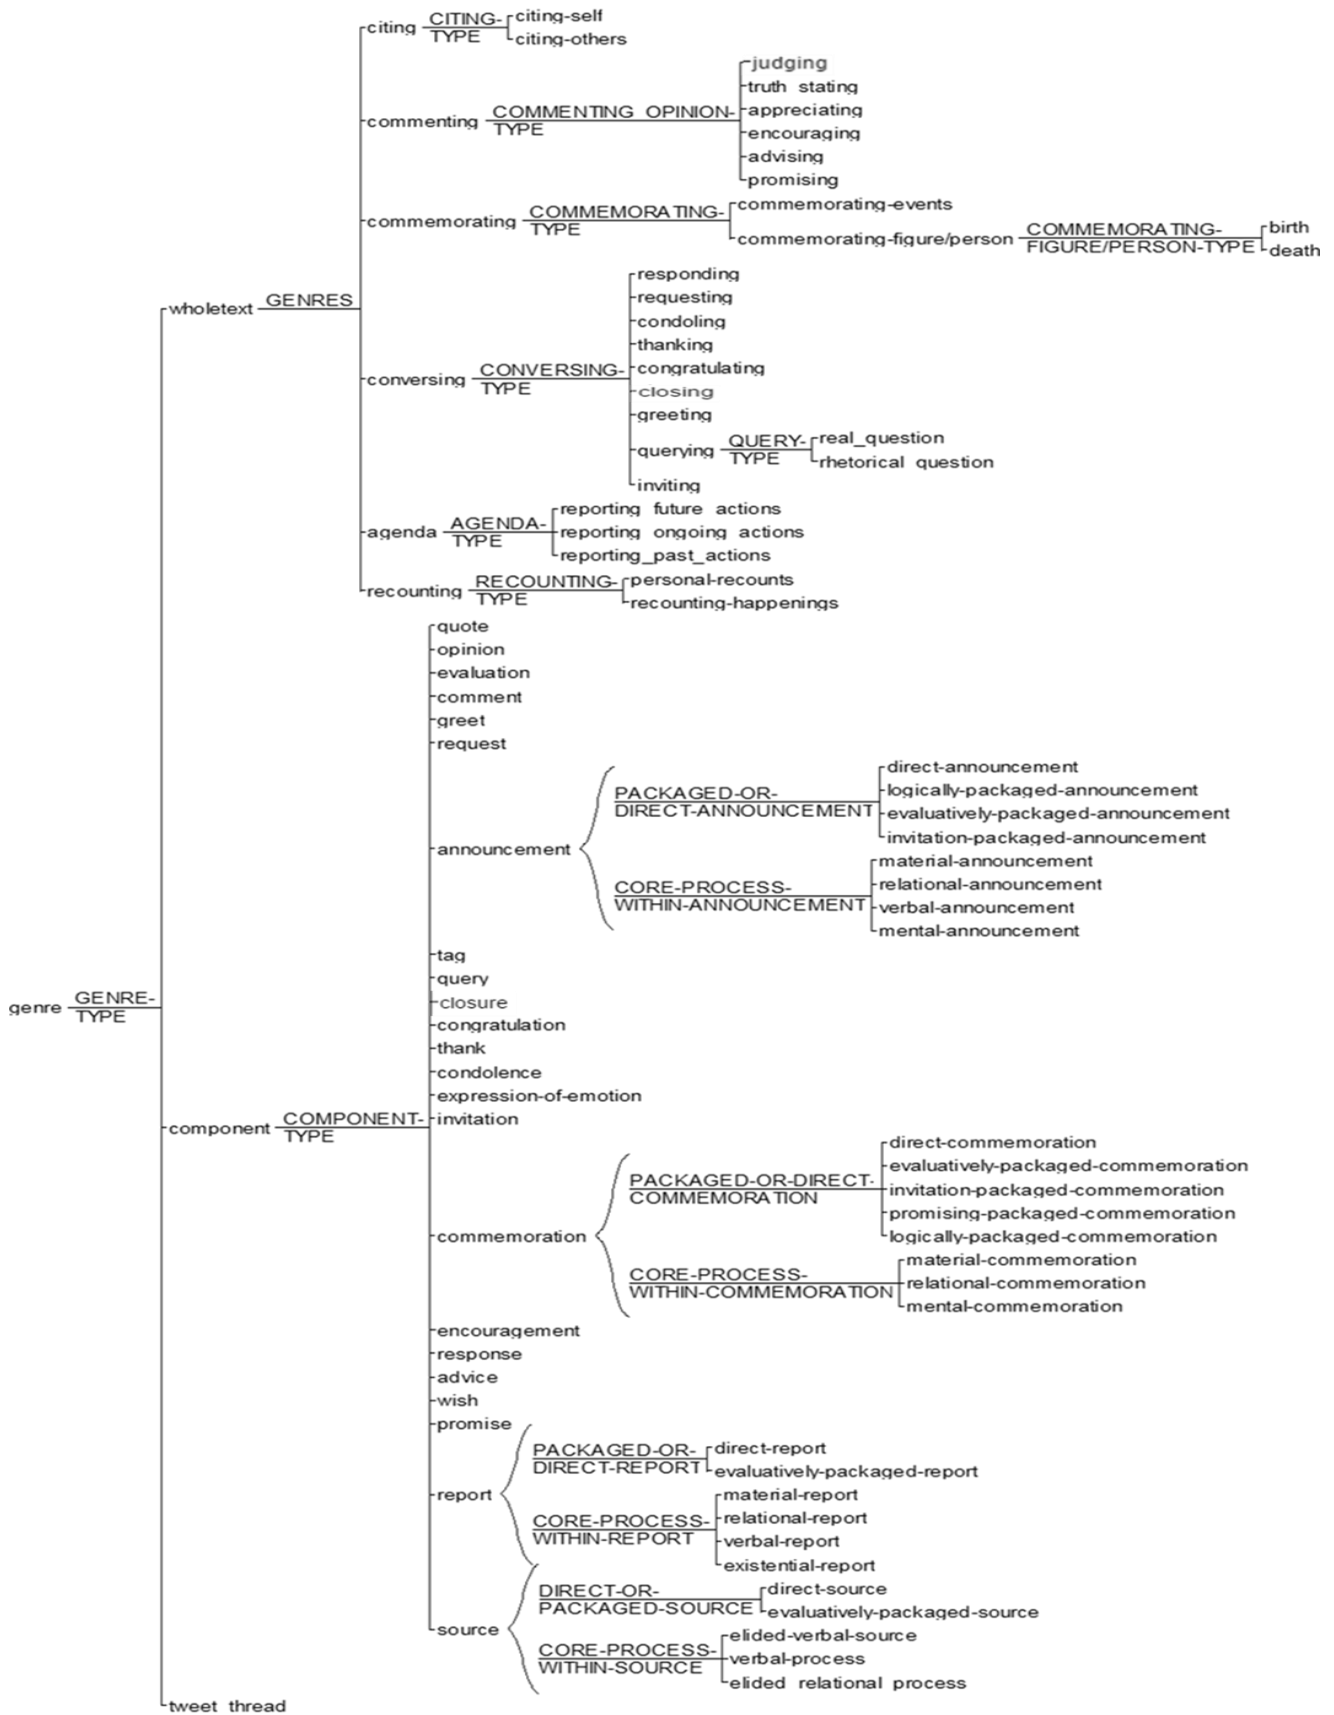 citing CITING-TYPE citing-self
citing-others
judging
truth stating
commenting COMMENTING OPINION-TYPE appreciating
encouraging
advising
promising
commemorating COMMEMORATING-TYPE commemorating-events
commemorating-figure/person COMMEMORATING-FIGURE/PERSON-TYPE birth
death
wholetext GENRES
responding
requesting
condoling
thanking
conversing CONVERSING-TYPE congratulating
closing
greeting
querying QUERY-TYPE real_question
rhetorical question
inviting
reporting future actions
agenda AGENDA-TYPE reporting ongoing actions
reporting_past_actions
recounting RECOUNTING-TYPE personal-recounts
recounting-happenings
quote
opinion
evaluation
comment
greet
request
direct-announcement
PACKAGED-OR-DIRECT-ANNOUNCEMENT logically-packaged-announcement
evaluatively-packaged-announcement
invitation-packaged-announcement
announcement
material-announcement
CORE-PROCESS-WITHIN-ANNOUNCEMENT relational-announcement
verbal-announcement
mental-announcement
tag
query
genre GENRE-TYPE
closure
congratulation
thank
condolence
expression-of-emotion
invitation
component COMPONENT-TYPE
direct-commemoration
evaluatively-packaged-commemoration
PACKAGED-OR-DIRECT-COMMEMORATION invitation-packaged-commemoration
promising-packaged-commemoration
logically-packaged-commemoration
commemoration
material-commemoration
CORE-PROCESS-WITHIN-COMMEMORATION relational-commemoration
mental-commemoration
encouragement
response
advice
wish
promise
PACKAGED-OR-DIRECT-REPORT direct-report
evaluatively-packaged-report
report
material-report
CORE-PROCESS-WITHIN-REPORT relational-report
verbal-report
existential-report
DIRECT-OR-PACKAGED-SOURCE direct-source
evaluatively-packaged-source
source
elided-verbal-source
CORE-PROCESS-WITHIN-SOURCE verbal-process
elided relational process
tweet thread